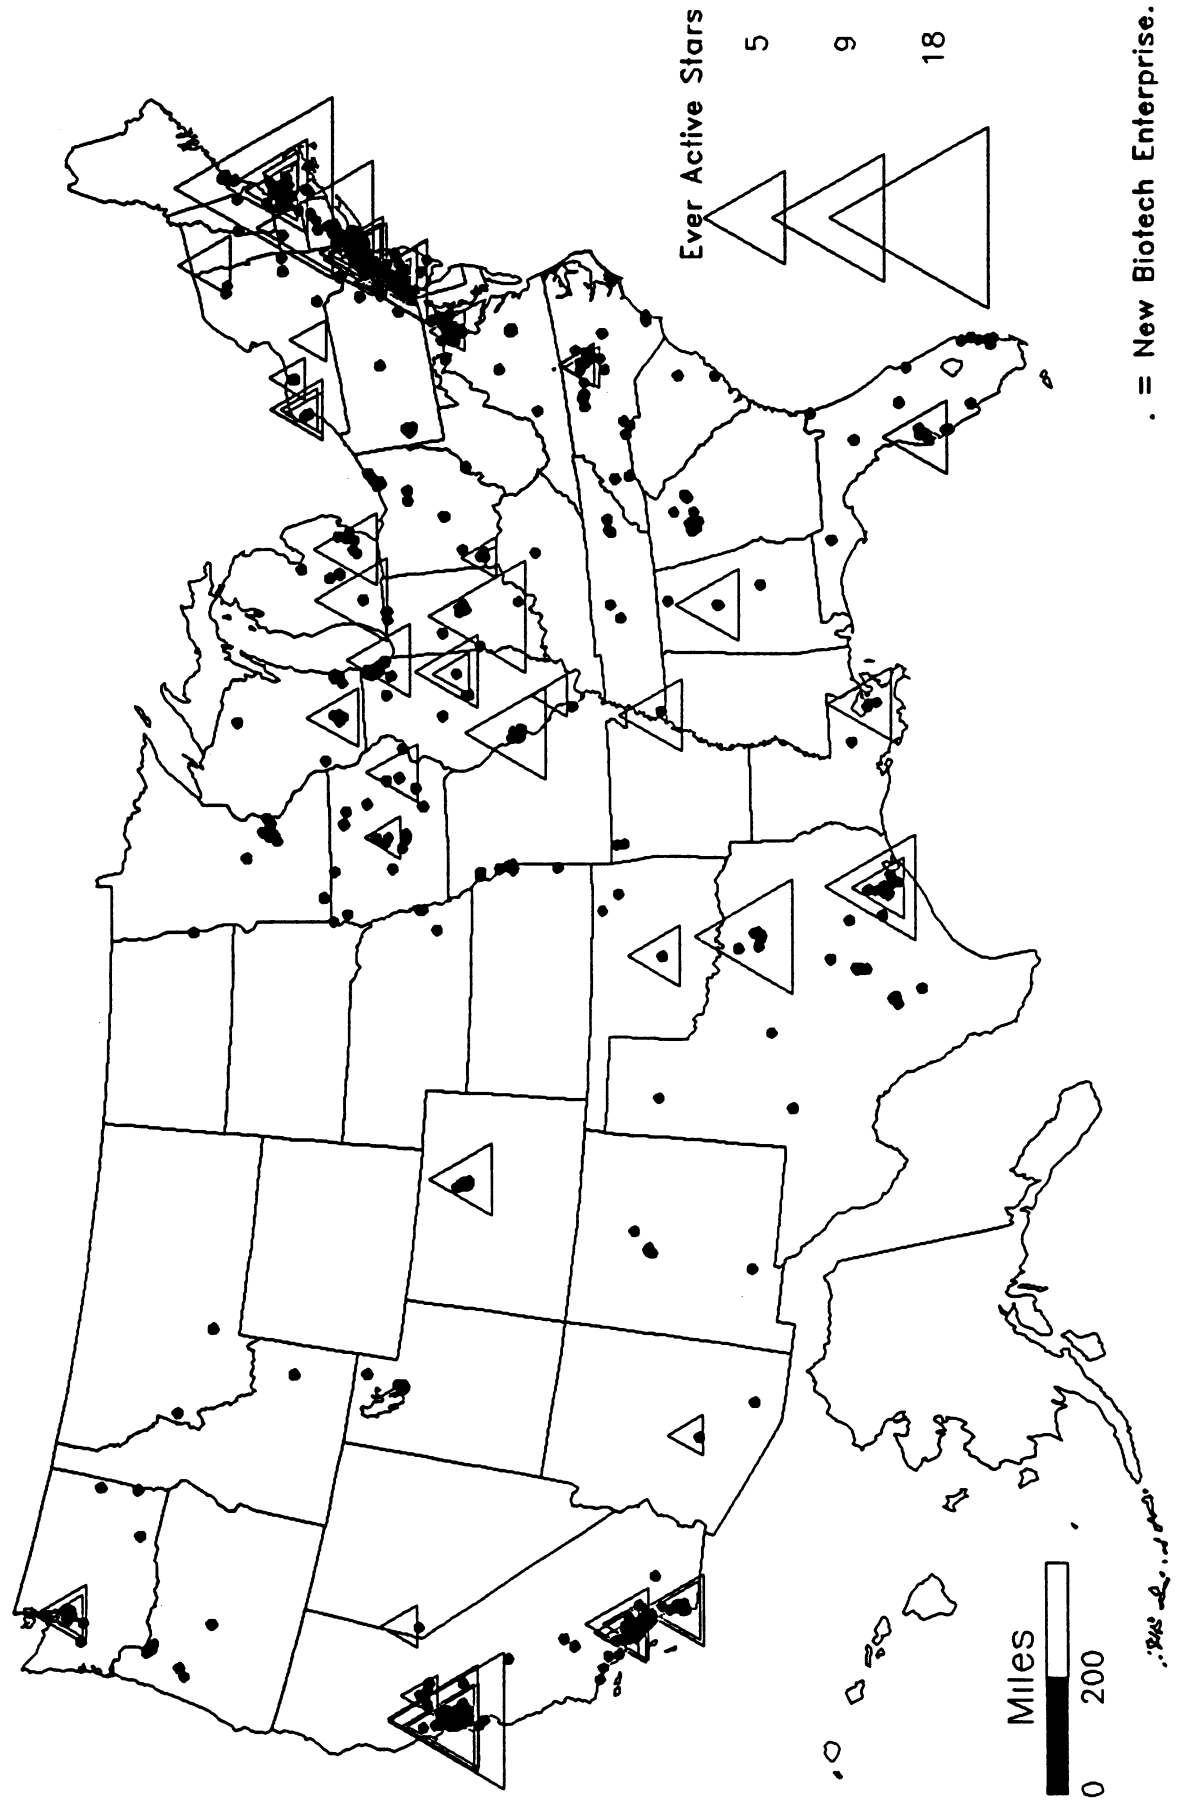 Ever Active Stars
5
9
18
. = New Biotech Enterprise.
Miles
0 200